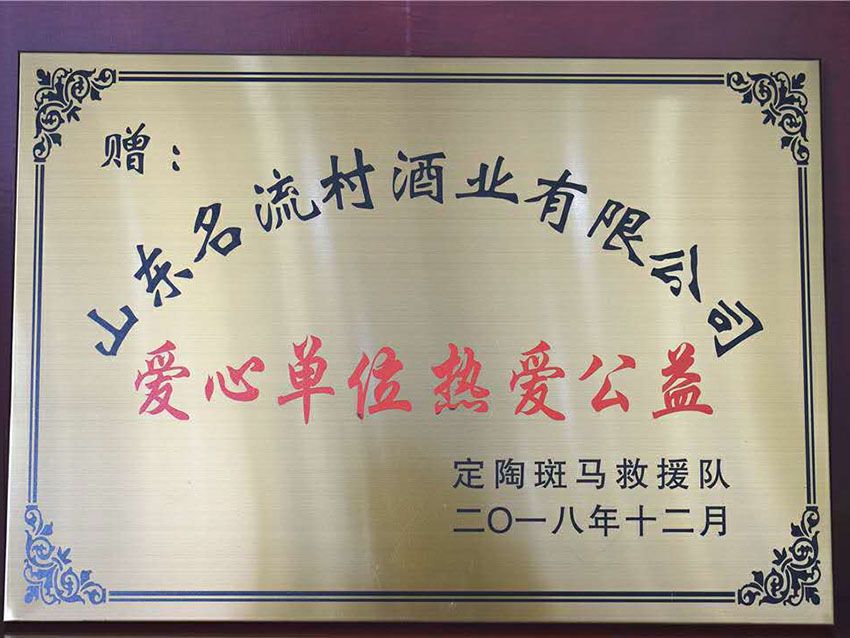 赠：
山东名流村酒业有限公司
爱心单位热爱公益
定陶斑马救援队
二〇一八年十二月